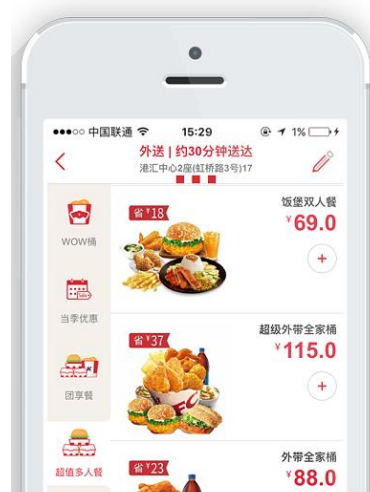 中国联通 15:29 1%
外送 | 约30分钟送达
港汇中心2座(虹桥路3号)17
WOW桶
当季优惠
Sale
团享餐
超值多人餐
省¥18
饭堡双人餐
¥69.0
省¥37
超级外带全家桶
¥115.0
FC
省¥23
外带全家桶
¥88.0